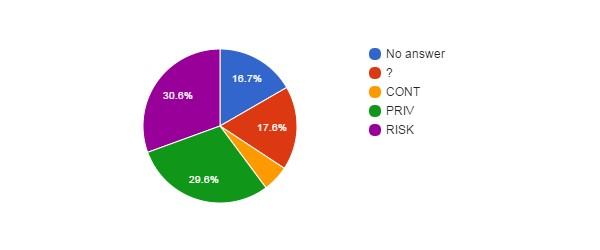 16.7%
17.6%
29.6%
30.6%
No answer
?
CONT
PRIV
RISK